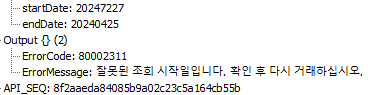 startDate: 20247227
endDate: 20240425
Output {} (2)
ErrorCode: 80002311
ErrorMessage: 잘못된 조회 시작일입니다. 확인 후 다시 거래하십시오.
API_SEQ: 8f2aaeda84085b9a02c23c5a164cb55b